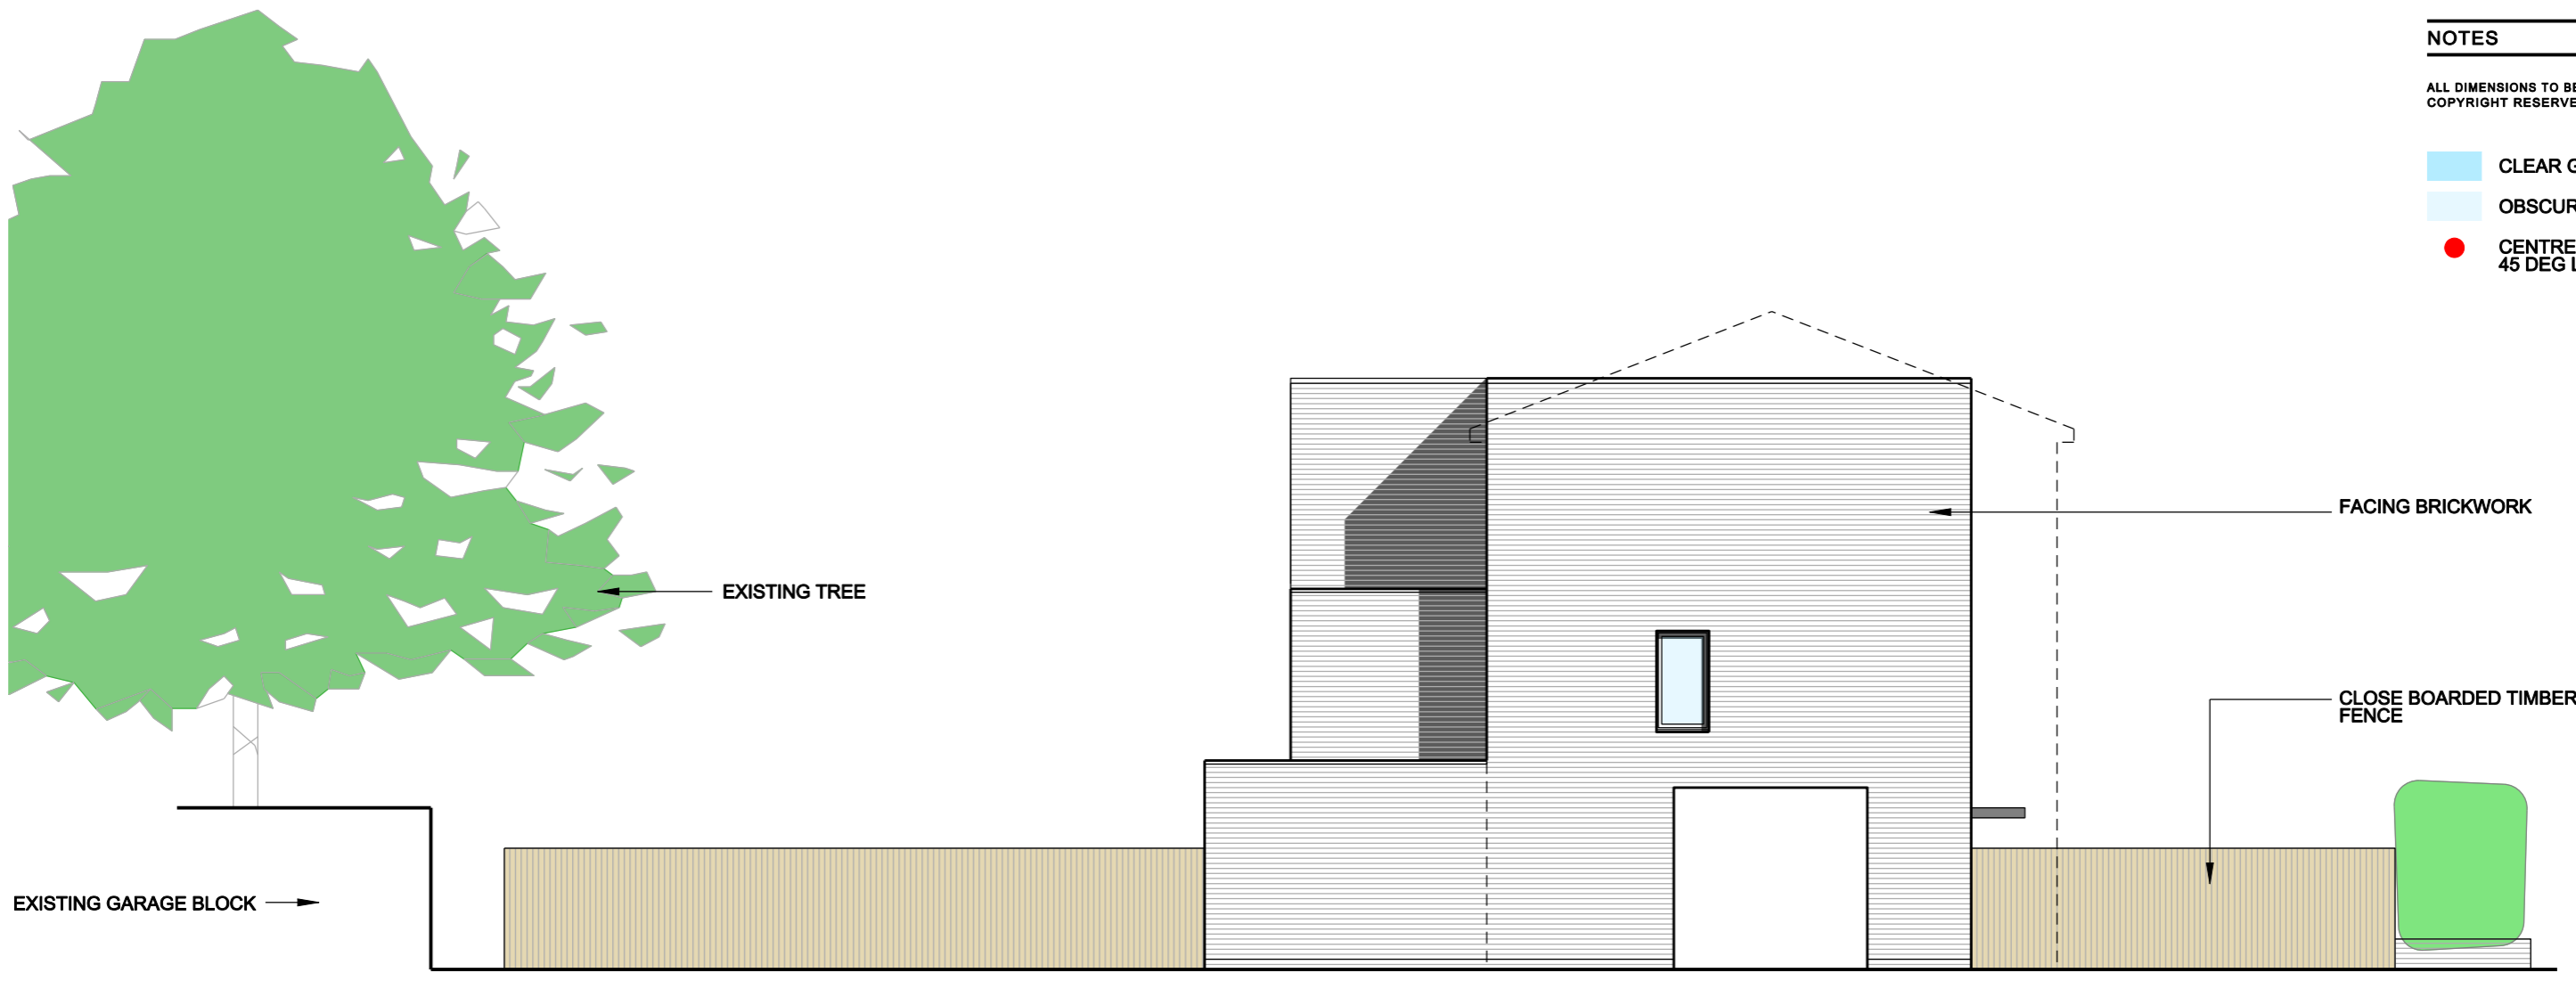 NOTES
ALL DIMENSIONS TO BE
COPYRIGHT RESERVE
CLEAR G
OBSCUR
CENTRE
45 DEG L
FACING BRICKWORK
EXISTING TREE
CLOSE BOARDED TIMBER
FENCE
EXISTING GARAGE BLOCK